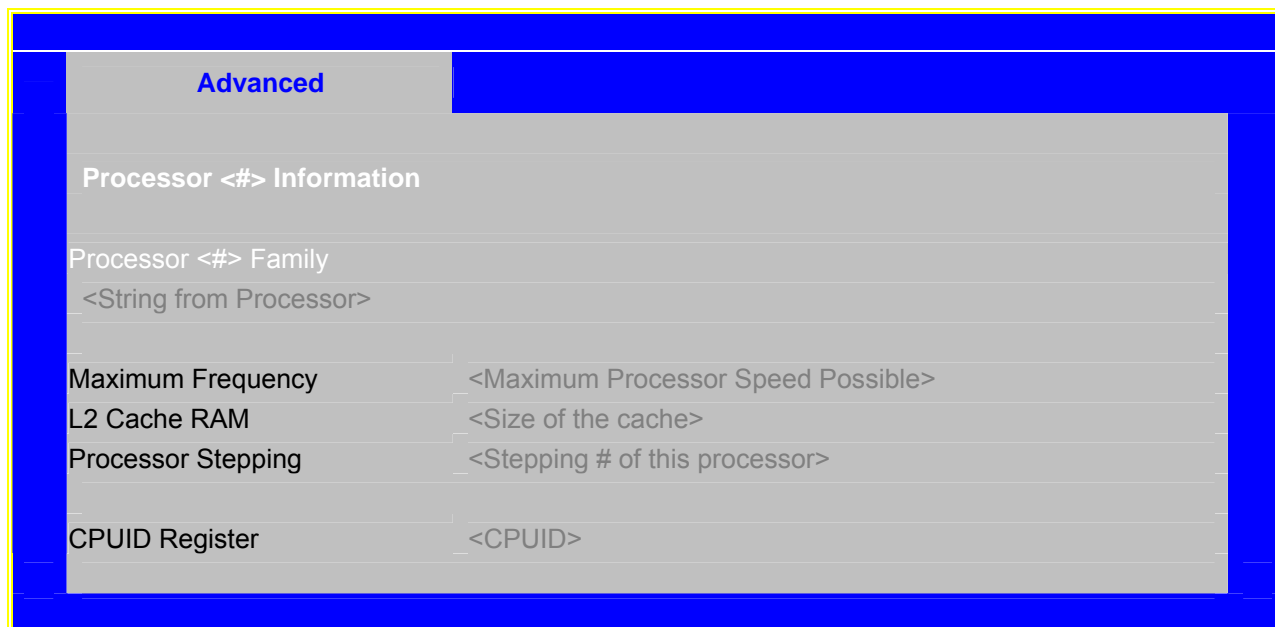 Advanced
Processor <#> Information
Processor <#> Family
<String from Processor>
Maximum Frequency <Maximum Processor Speed Possible>
L2 Cache RAM <Size of the cache>
Processor Stepping <Stepping # of this processor>
CPUID Register <CPUID>